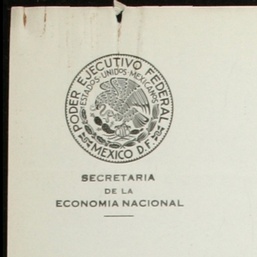 PODER EJECUTIVO FEDERAL
ESTADOS·UNIDOS·MEXICANOS
MEXICO D.F.
SECRETARIA
DE LA
ECONOMIA NACIONAL